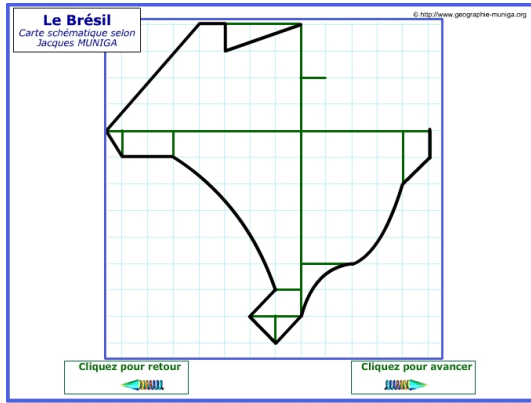 Le Brésil
Carte schématique selon
Jacques MUNIGA
© http://www.geographie-muniga.org
Cliquez pour retour
Cliquez pour avancer